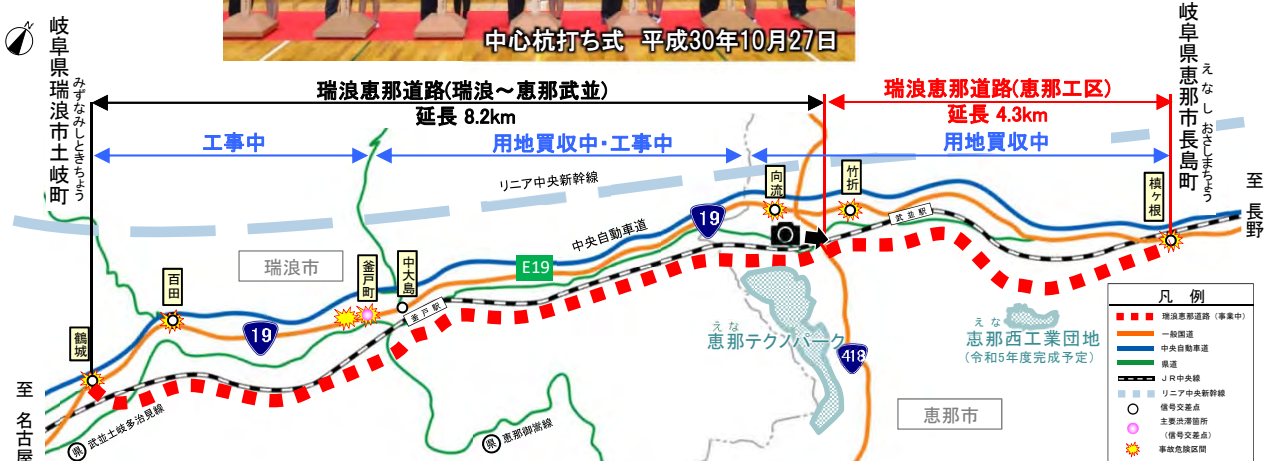 中心杭打ち式 平成30年10月27日
岐阜県瑞浪市土岐町
みずなみしときちょう
岐阜県恵那市長島町
えなしおさしまちょう
瑞浪恵那道路(瑞浪～恵那武並)
延長 8.2km
瑞浪恵那道路(恵那工区)
延長 4.3km
工事中
用地買収中・工事中
用地買収中
リニア中央新幹線
中央自動車道
至 長野
至 名古屋
向流
竹折
槙ヶ根
武並駅
19
E19
瑞浪市
百田
釜戸町
中大島
釜戸駅
鶴城
19
えな
恵那テクノパーク
418
えな
恵那西工業団地
(令和5年度完成予定)
恵那市
県 武並土岐多治見線
県 恵那御嵩線
凡 例
瑞浪恵那道路（事業中）
一般国道
中央自動車道
県道
ＪＲ中央線
リニア中央新幹線
信号交差点
主要渋滞箇所
（信号交差点）
事故危険区間